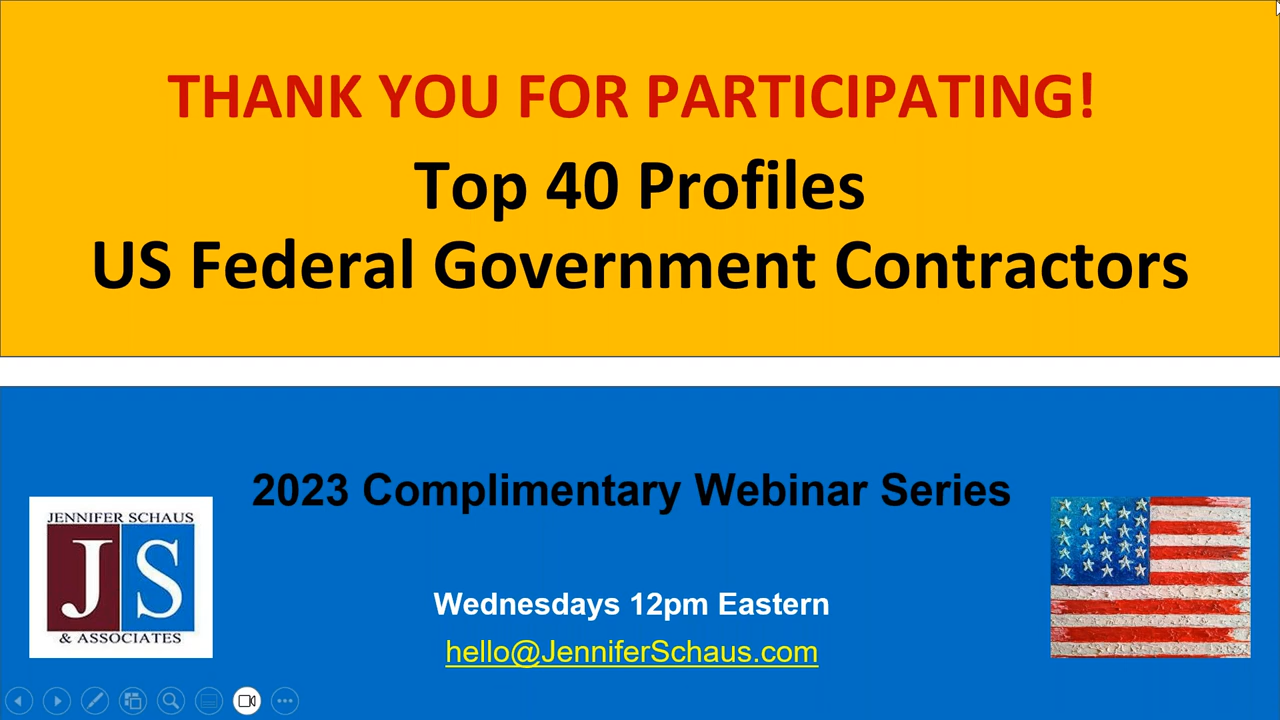 THANK YOU FOR PARTICIPATING!
Top 40 Profiles
US Federal Government Contractors
2023 Complimentary Webinar Series
JENNIFER SCHAUS
JS
& ASSOCIATES
Wednesdays 12pm Eastern
hello@JenniferSchaus.com